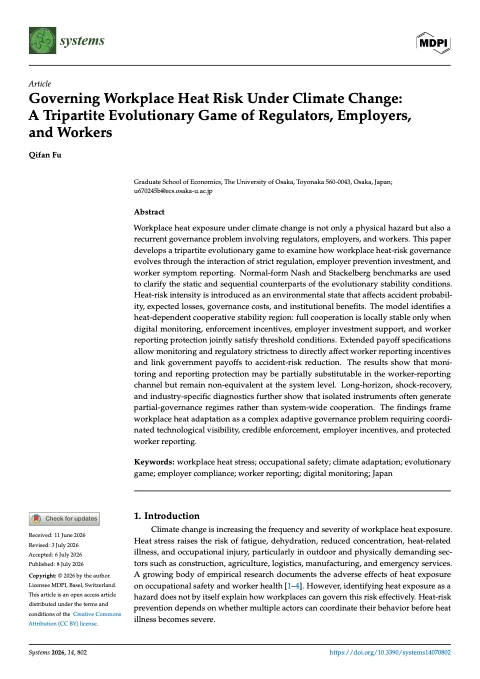 systems
MDPI
Article
Governing Workplace Heat Risk Under Climate Change:
A Tripartite Evolutionary Game of Regulators, Employers,
and Workers
Qifan Fu
Graduate School of Economics, The University of Osaka, Toyonaka 560-0043, Osaka, Japan;
u670245b@ecs.osaka-u.ac.jp
Abstract
Workplace heat exposure under climate change is not only a physical hazard but also a
recurrent governance problem involving regulators, employers, and workers. This paper
develops a tripartite evolutionary game to examine how workplace heat-risk governance
evolves through the interaction of strict regulation, employer prevention investment, and
worker symptom reporting. Normal-form Nash and Stackelberg benchmarks are used
to clarify the static and sequential counterparts of the evolutionary stability conditions.
Heat-risk intensity is introduced as an environmental state that affects accident probabil-
ity, expected losses, governance costs, and institutional benefits. The model identifies a
heat-dependent cooperative stability region: full cooperation is locally stable only when
digital monitoring, enforcement incentives, employer investment support, and worker
reporting protection jointly satisfy threshold conditions. Extended payoff specifications
allow monitoring and regulatory strictness to directly affect worker reporting incentives
and link government payoffs to accident-risk reduction. The results show that moni-
toring and reporting protection may be partially substitutable in the worker-reporting
channel but remain non-equivalent at the system level. Long-horizon, shock-recovery,
and industry-specific diagnostics further show that isolated instruments often generate
partial-governance regimes rather than system-wide cooperation. The findings frame
workplace heat adaptation as a complex adaptive governance problem requiring coordi-
nated technological visibility, credible enforcement, employer incentives, and protected
worker reporting.
Keywords: workplace heat stress; occupational safety; climate adaptation; evolutionary
game; employer compliance; worker reporting; digital monitoring; Japan
1. Introduction
Climate change is increasing the frequency and severity of workplace heat exposure.
Heat stress raises the risk of fatigue, dehydration, reduced concentration, heat-related
illness, and occupational injury, particularly in outdoor and physically demanding sec-
tors such as construction, agriculture, logistics, manufacturing, and emergency services.
A growing body of empirical research documents the adverse effects of heat exposure
on occupational safety and worker health [1–4]. However, identifying heat exposure as a
hazard does not by itself explain how workplaces can govern this risk effectively. Heat-risk
prevention depends on whether multiple actors can coordinate their behavior before heat
illness becomes severe.
Check for updates
Received: 11 June 2026
Revised: 3 July 2026
Accepted: 6 July 2026
Published: 8 July 2026
Copyright: © 2026 by the author.
Licensee MDPI, Basel, Switzerland.
This article is an open access article
distributed under the terms and
conditions of the Creative Commons
Attribution (CC BY) license.
Systems 2026, 14, 802
https://doi.org/10.3390/systems14070802